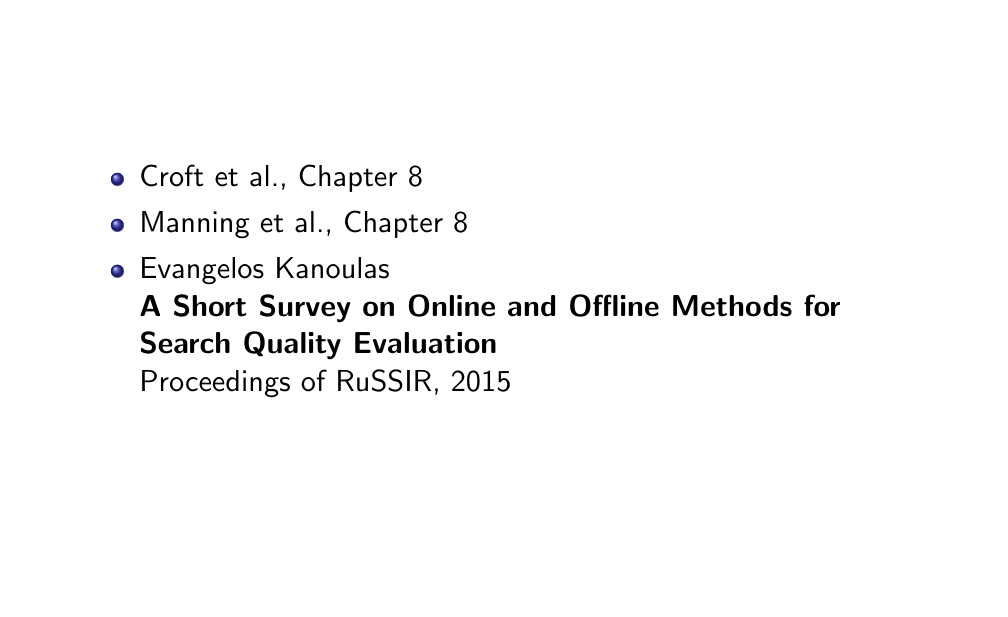 Croft et al., Chapter 8
Manning et al., Chapter 8
Evangelos Kanoulas
A Short Survey on Online and Offline Methods for
Search Quality Evaluation
Proceedings of RuSSIR, 2015